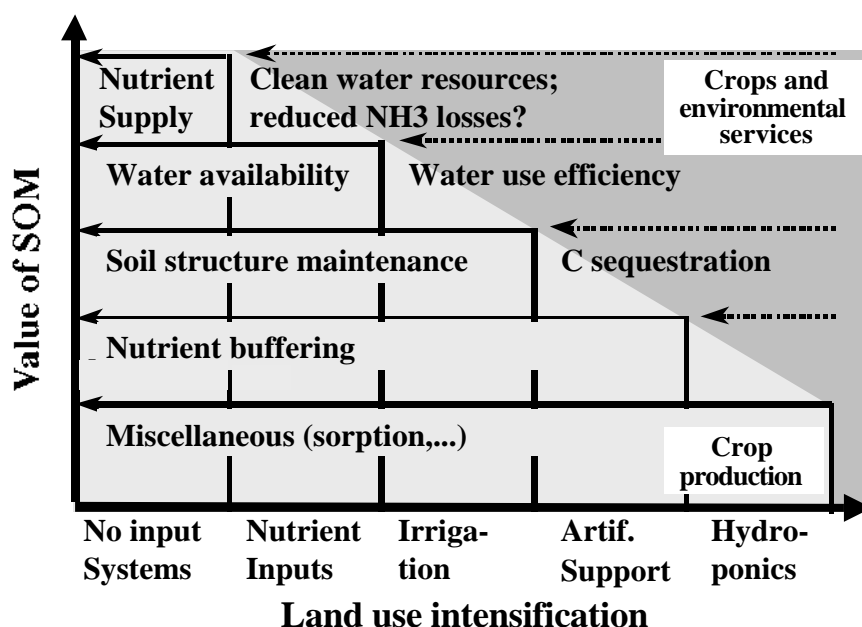 Nutrient
Supply
Clean water resources;
reduced NH3 losses?
Crops and
environmental
services
Water availability
Water use efficiency
Soil structure maintenance
C sequestration
Nutrient buffering
Miscellaneous (sorption,...)
Crop
production
Value of SOM
No input
Systems
Nutrient
Inputs
Irriga-
tion
Artif.
Support
Hydro-
ponics
Land use intensification